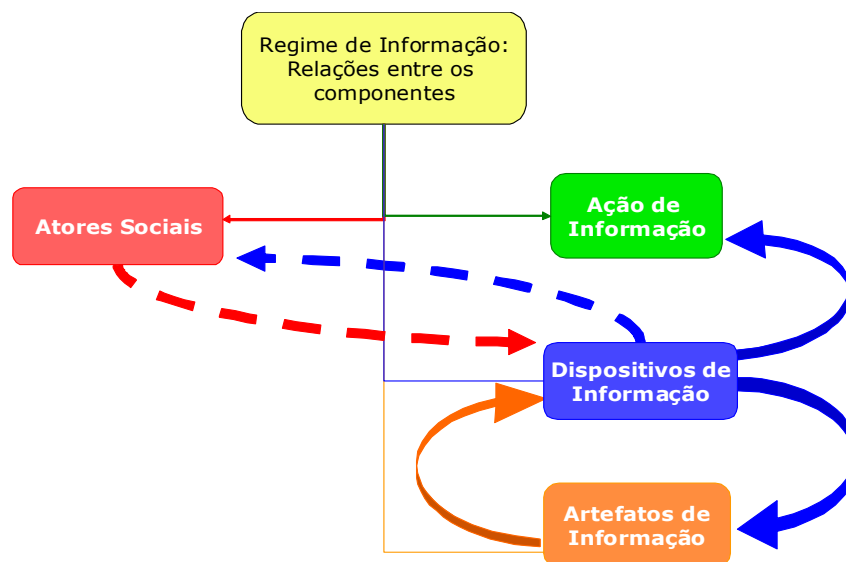 Regime de Informação:
Relações entre os
componentes
Atores Sociais
Ação de
Informação
Dispositivos de
Informação
Artefatos de
Informação